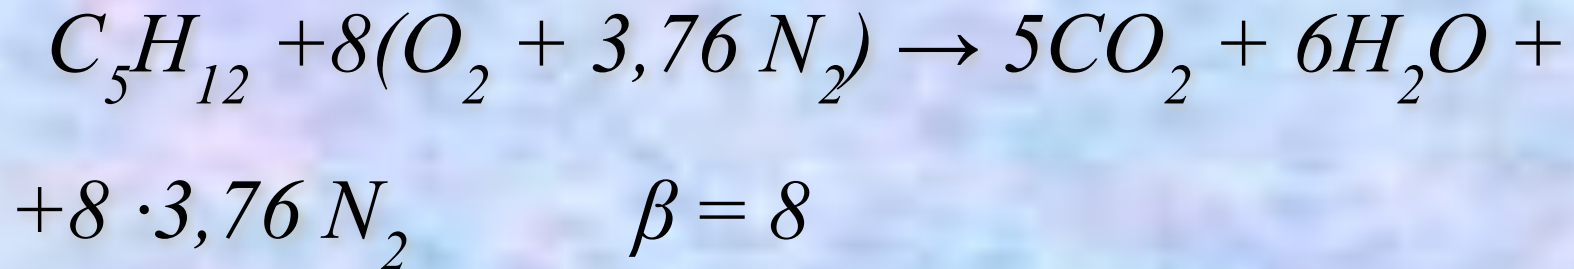 C₅H₁₂ +8(O₂ + 3,76 N₂) → 5CO₂ + 6H₂O +
+8 ·3,76 N₂ β = 8